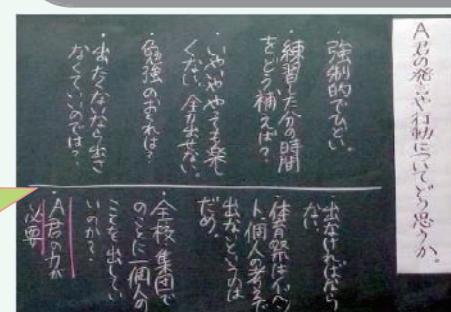 A君の発言や行動についてどう思うか。
・強制的でひどい。
・練習した分の時間
をどう補えば?
・いやいややっても楽し
くない。全力出せない。
・勉強のおくれは?
・出たくないなら出さ
なくていいのでは?
・出なければならない
だ。
・体育祭はイベン
ト、個人の考えで
出ないというのは
だめ。
・全校集団で
のことに一個人の
ことを出してい
いのか?
・A君の力が
必要